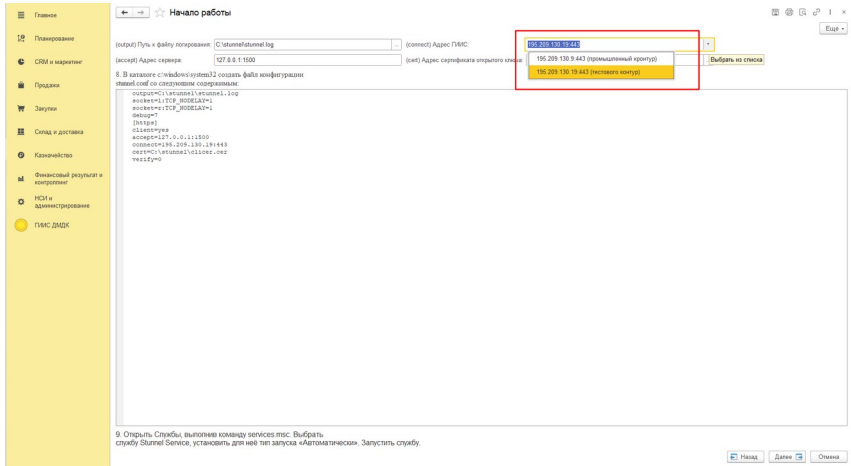 Главное
Начало работы
Еще
Планирование
(output) Путь к файлу логирования: C:\stunnel\stunnel.log ... (connect) Адрес ГИИС: 195.209.130.19:443
CRM и маркетинг
(accept) Адрес сервера: 127.0.0.1:1500 (cert) Адрес сертификата открытого ключа:
195.209.130.9:443 (промышленный кронтур)
Выбрать из списка
195.209.130.19:443 (тестового контур)
8. В каталоге c:\windows\system32 создать файл конфигурации
stunnel.conf со следующим содержимым:
Продажи
output=C:\stunnel\stunnel.log
socket=l:TCP_NODELAY=1
socket=r:TCP_NODELAY=1
debug=7
[https]
client=yes
accept=127.0.0.1:1500
connect=195.209.130.19:443
cert=C:\stunnel\clicer.cer
verify=0
Закупки
Склад и доставка
Казначейство
Финансовый результат и
контроллинг
НСИ и
администрирование
ГИИС ДМДК
9. Открыть Службы, выполнив команду services.msc. Выбрать
службу Stunnel Service, установить для неё тип запуска «Автоматически». Запустить службу.
Назад Далее Отмена